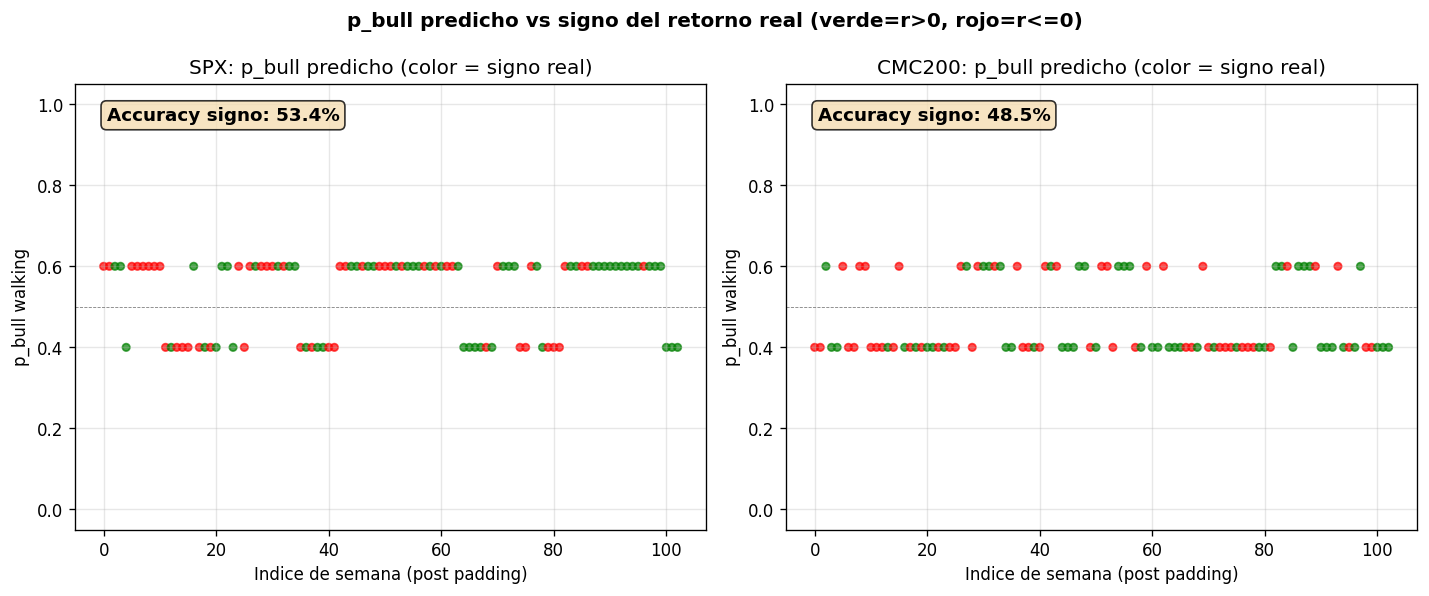 p_bull predicho vs signo del retorno real (verde=r>0, rojo=r<=0)
SPX: p_bull predicho (color = signo real)
Accuracy signo: 53.4%
1.0
0.8
0.6
0.4
0.2
0.0
p_bull walking
0 20 40 60 80 100
Indice de semana (post padding)
CMC200: p_bull predicho (color = signo real)
Accuracy signo: 48.5%
1.0
0.8
0.6
0.4
0.2
0.0
p_bull walking
0 20 40 60 80 100
Indice de semana (post padding)